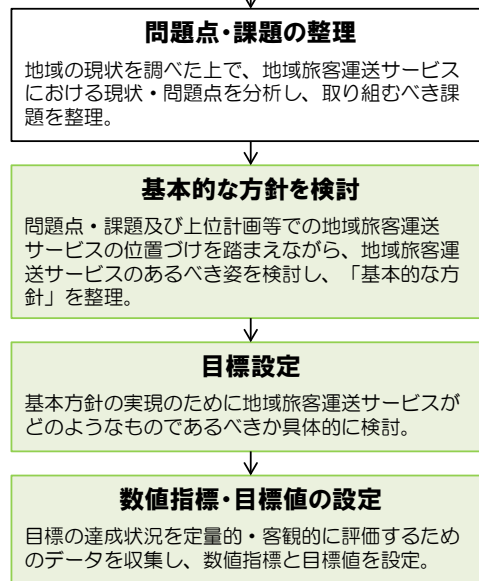 問題点・課題の整理
地域の現状を調べた上で、地域旅客運送サービス
における現状・問題点を分析し、取り組むべき課
題を整理。
基本的な方針を検討
問題点・課題及び上位計画等での地域旅客運送
サービスの位置づけを踏まえながら、地域旅客運
送サービスのあるべき姿を検討し、「基本的な方
針」を整理。
目標設定
基本方針の実現のために地域旅客運送サービスが
どのようなものであるべきか具体的に検討。
数値指標・目標値の設定
目標の達成状況を定量的・客観的に評価するため
のデータを収集し、数値指標と目標値を設定。